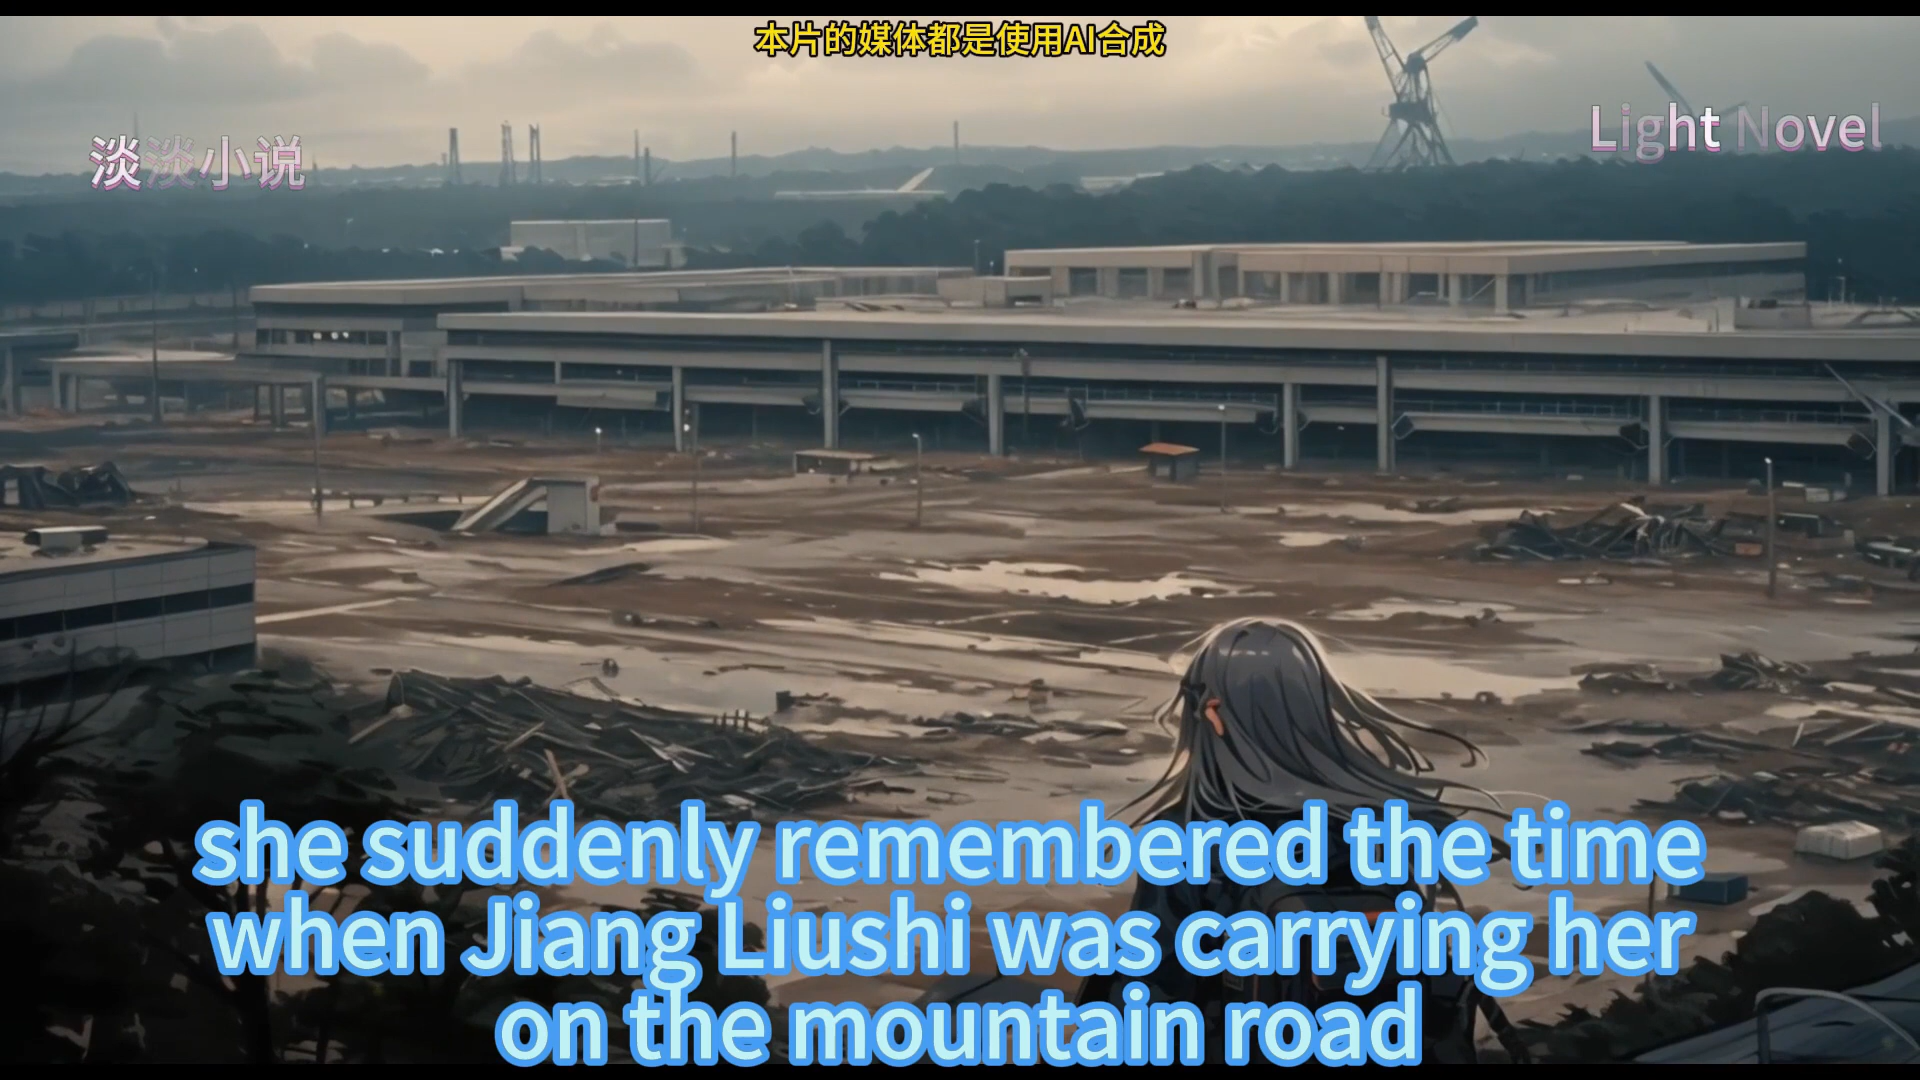 本片的媒体都是使用AI合成
淡淡小说
Light Novel
she suddenly remembered the time
when Jiang Liushi was carrying her
on the mountain road